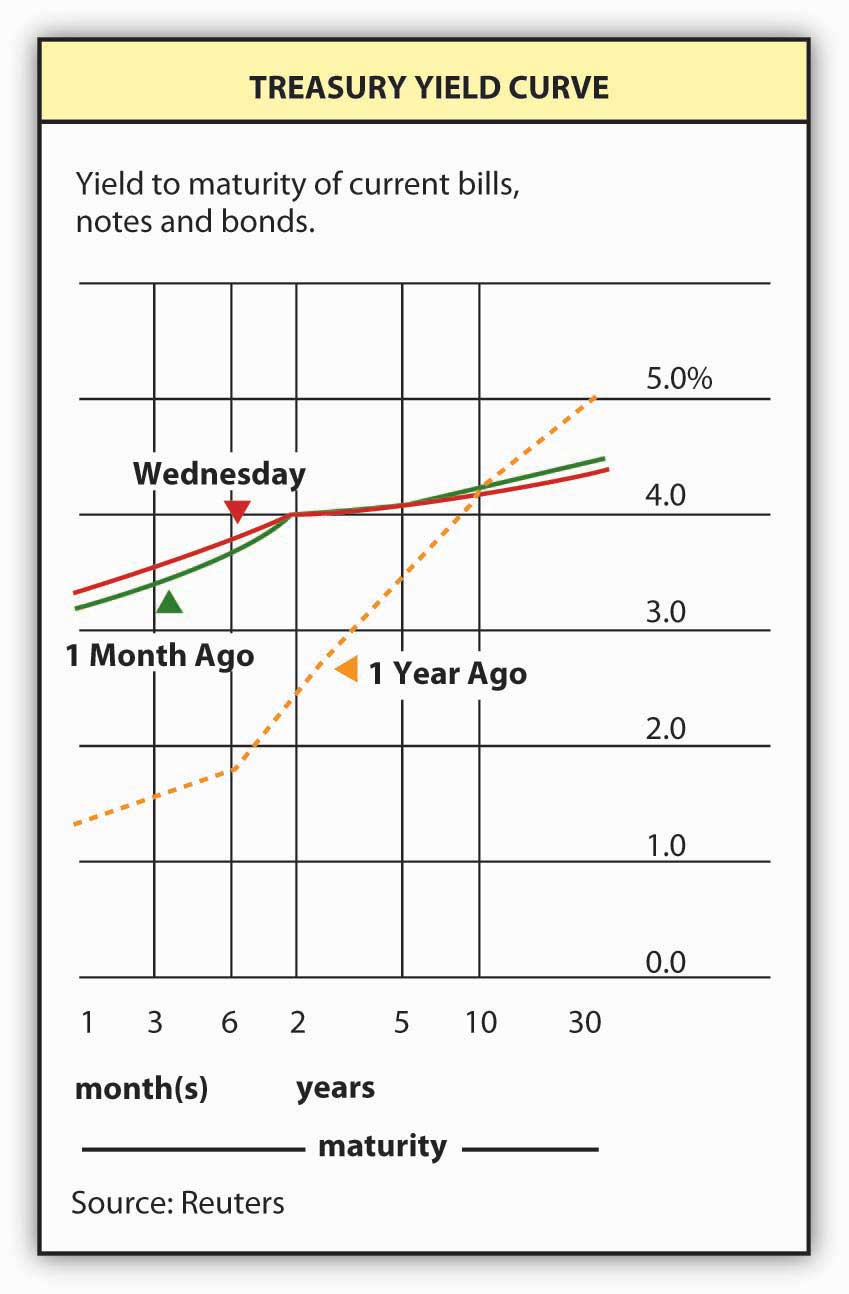 TREASURY YIELD CURVE
Yield to maturity of current bills,
notes and bonds.
5.0%
Wednesday
4.0
3.0
1 Month Ago
1 Year Ago
2.0
1.0
0.0
1 3 6 2 5 10 30
month(s) years
maturity
Source: Reuters